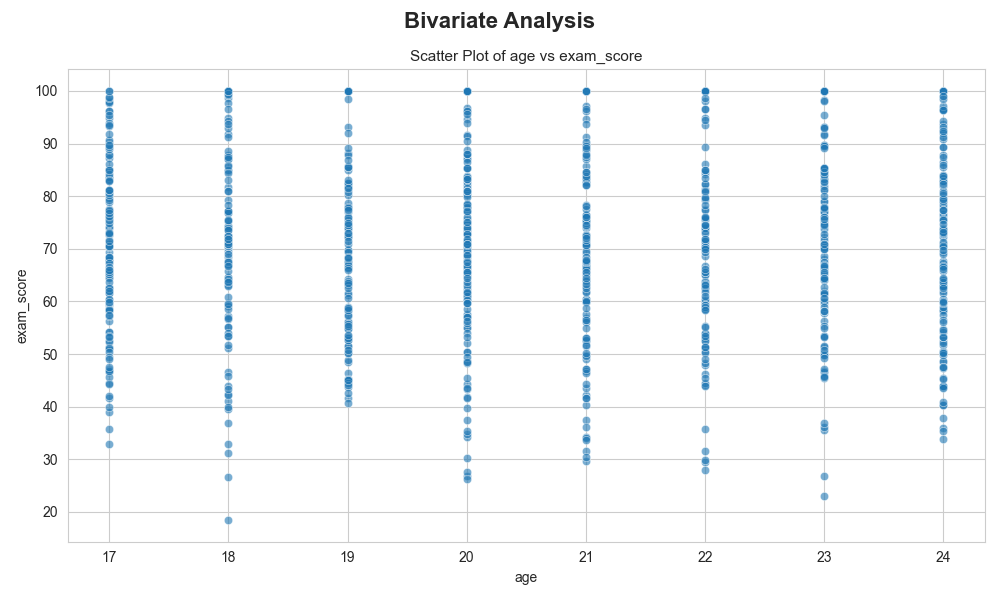 Bivariate Analysis
Scatter Plot of age vs exam_score
exam_score
100
90
80
70
60
50
40
30
20
17 18 19 20 21 22 23 24
age